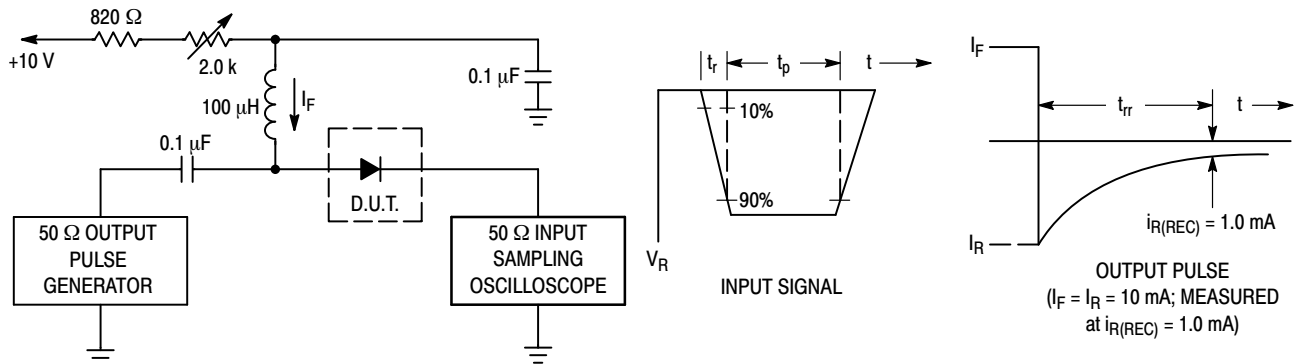 820 Ω
+10 V
2.0 k
100 μH
I_F
0.1 μF
0.1 μF
D.U.T.
50 Ω OUTPUT
PULSE
GENERATOR
50 Ω INPUT
SAMPLING
OSCILLOSCOPE
t_r
t_p
t
10%
90%
V_R
INPUT SIGNAL
I_F
t_rr
t
i_R(REC) = 1.0 mA
I_R
OUTPUT PULSE
(I_F = I_R = 10 mA; MEASURED
at i_R(REC) = 1.0 mA)